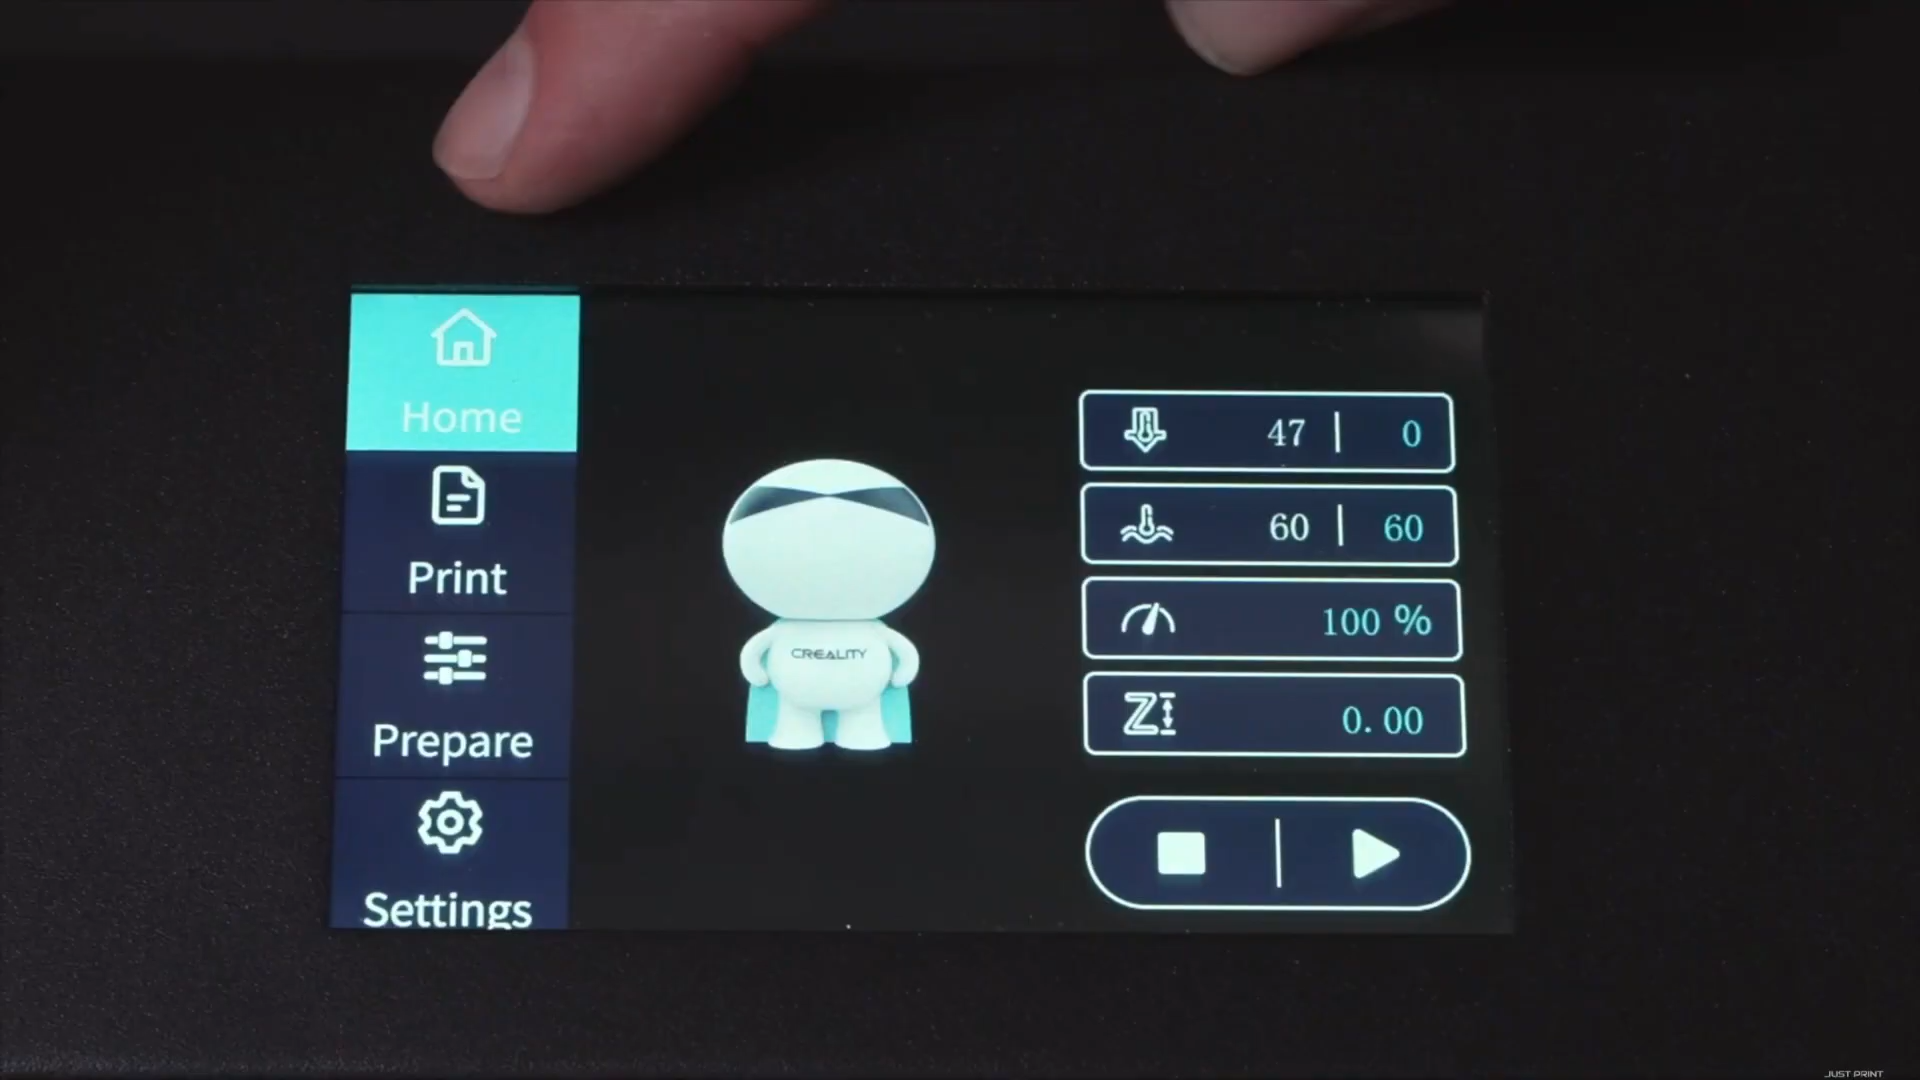 Home
Print
Prepare
Settings
CREALITY
47 | 0
60 | 60
100 %
0.00
JUST PRINT